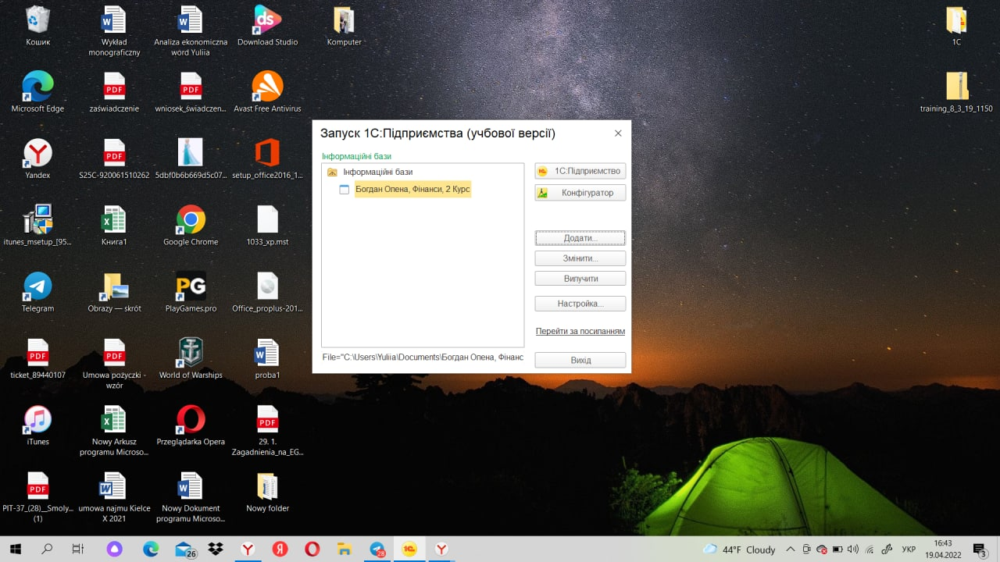 Кошик
Wykład
monograficzny
Analiza ekonomiczna
word Yuliia
Download Studio
Komputer
1C
Microsoft Edge
zaświadczenie
wniosek_świadczen...
Avast Free Antivirus
training_8_3_19_1150
Yandex
525C-920061510262
5dbf0b6b669d5c07...
setup_office2016_1...
itunes_msetup_[95...
Книга1
Google Chrome
1033_xp.mst
Telegram
Obrazy — skrót
PlayGames.pro
Office_proplus-201...
ticket_89440107
Umowa pożyczki -
wzór
World of Warships
proba1
iTunes
Nowy Arkusz
programu Microso...
Przeglądarka Opera
29. 1.
Zagadnienia_na_EG...
PIT-37_(28)__Smoly...
(1)
umowa najmu Kielce
X 2021
Nowy Dokument
programu Microso...
Nowy folder
Запуск 1С:Підприємства (учбової версії)
Інформаційні бази
Інформаційні бази
Богдан Олена, Фінанси, 2 Курс
1С:Підприємство
Конфігуратор
Додати...
Змінити...
Вилучити
Настройка...
Перейти за посиланням
File="C:\Users\Yuliia\Documents\Богдан Олена, Фінанс
Вихід
26
28
44°F Cloudy
УКР
16:43
19.04.2022
3